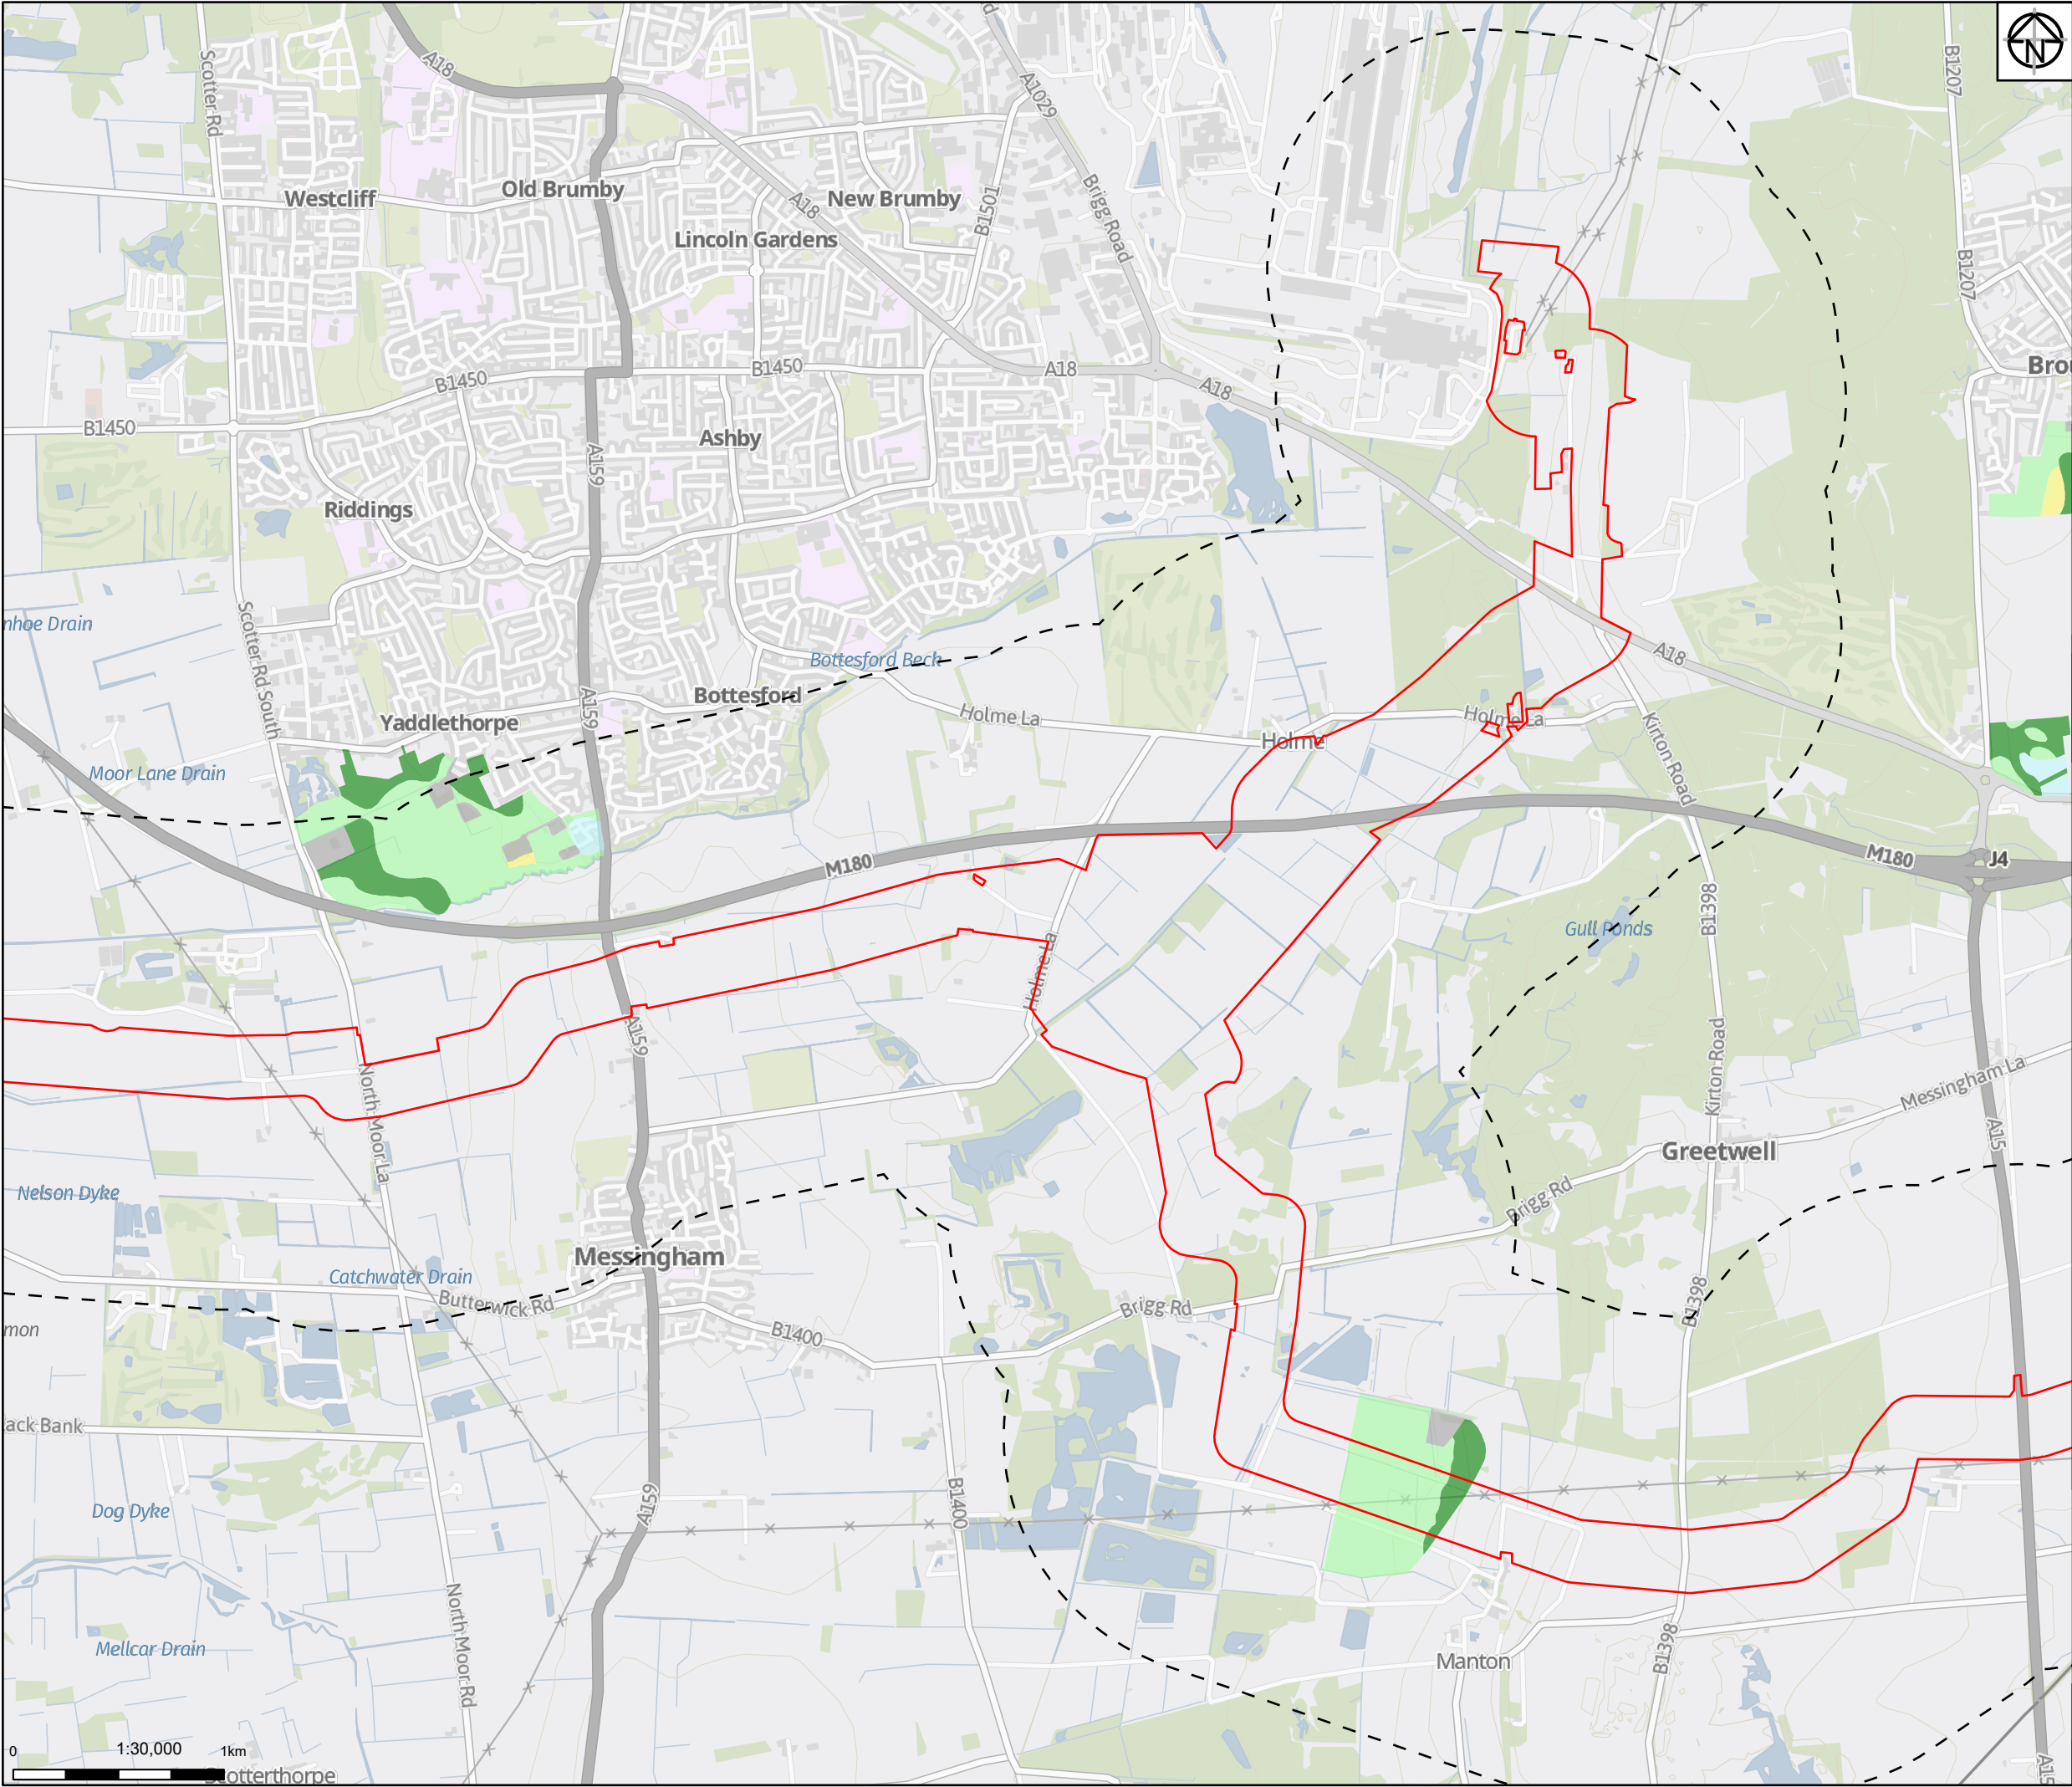 N
A18
Scotter Rd
A1029
B1207
Westcliff
Old Brumby
New Brumby
A18
B1501
Brigg Road
Lincoln Gardens
B1207
B1450
B1450
A18
A18
B1450
Ashby
A159
Riddings
Scotter Rd South
Bottesford Beck
A18
Bottesford
A159
Yaddlethorpe
Holme La
Holme La
Holme
Kirton Road
Moor Lane Drain
M180
M180
J4
B1398
Gull Ponds
Holme La
A159
North Moor La
Kirton Road
Messingham La
A15
Greetwell
Nelson Dyke
Brigg Rd
Messingham
Catchwater Drain
Butterwick Rd
Brigg Rd
B1398
B1400
ack Bank
A159
B1400
Dog Dyke
North Moor Rd
Mellcar Drain
B1398
Manton
0
1:30,000
1km
Scotterthorpe
A15